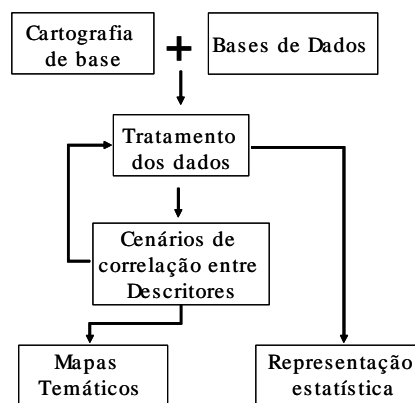 Cartografia
de base
+
Bases de Dados
Tratamento
dos dados
Cenários de
correlação entre
Descritores
Mapas
Temáticos
Representação
estatística